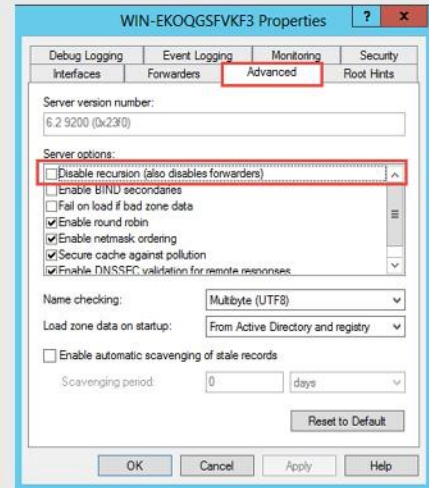 WIN-EKOQGSFVKF3 Properties ? x
Debug Logging Event Logging Monitoring Security
Interfaces Forwarders Advanced Root Hints
Server version number:
6.2 9200 (0x23f0)
Server options:
Disable recursion (also disables forwarders)
Enable BIND secondaries
Fail on load if bad zone data
Enable round robin
Enable netmask ordering
Secure cache against pollution
Enable DNSSEC validation for remote responses
Name checking: Multibyte (UTF8)
Load zone data on startup: From Active Directory and registry
Enable automatic scavenging of stale records
Scavenging period: 0 days
Reset to Default
OK Cancel Apply Help